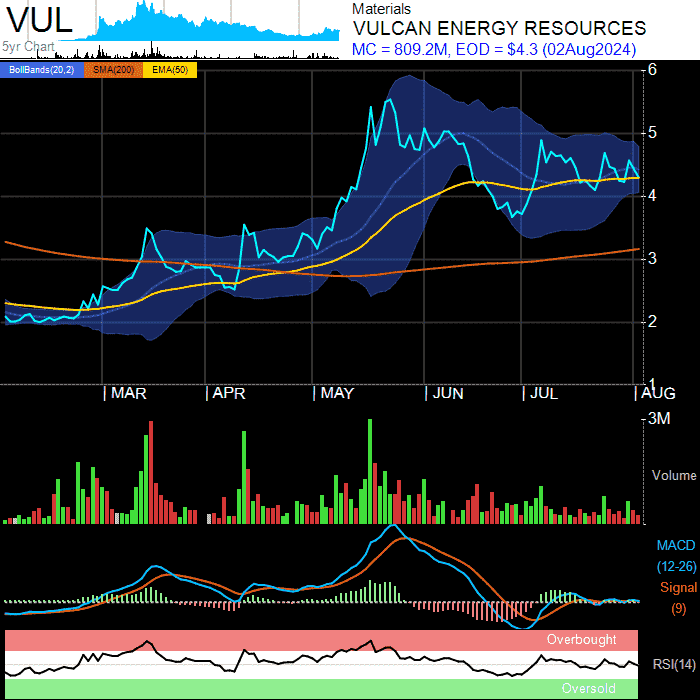 VUL
5yr Chart
Materials
VULCAN ENERGY RESOURCES
MC = 809.2M, EOD = $4.3 (02Aug2024)
BollBands(20,2) SMA(200) EMA(50)
6
5
4
3
2
1
MAR APR MAY JUN JUL AUG
3M
Volume
MACD
(12-26)
Signal
(9)
Overbought
RSI(14)
Oversold